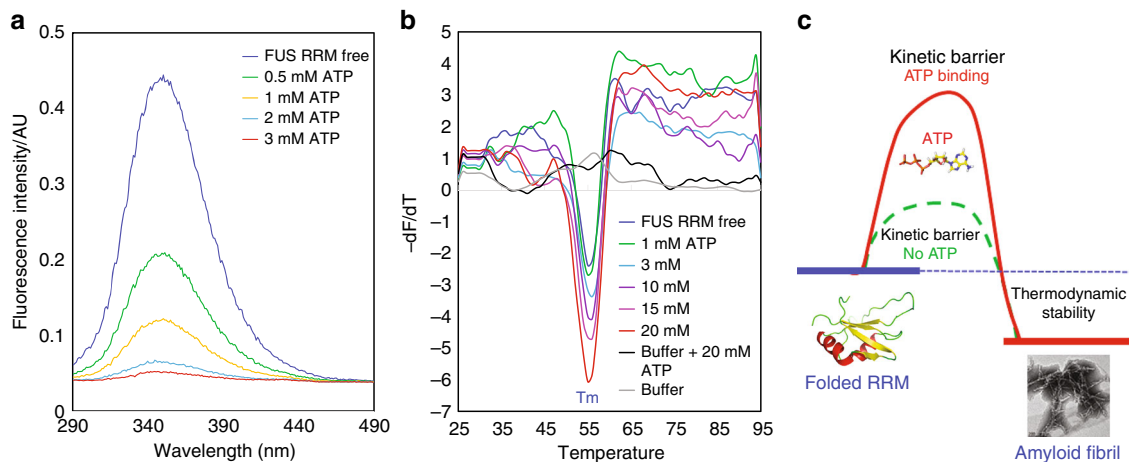 a
0.5
0.4
0.3
0.2
0.1
0
Fluorescence intensity/AU
FUS RRM free
0.5 mM ATP
1 mM ATP
2 mM ATP
3 mM ATP
290
340
390
440
490
Wavelength (nm)
b
5
4
3
2
1
0
–1
–2
–3
–4
–5
–6
–7
–dF/dT
FUS RRM free
1 mM ATP
3 mM
10 mM
15 mM
20 mM
Buffer + 20 mM
ATP
Buffer
Tm
25
35
45
55
65
75
85
95
Temperature
c
Kinetic barrier
ATP binding
ATP
Kinetic barrier
No ATP
Thermodynamic
stability
Folded RRM
Amyloid fibril